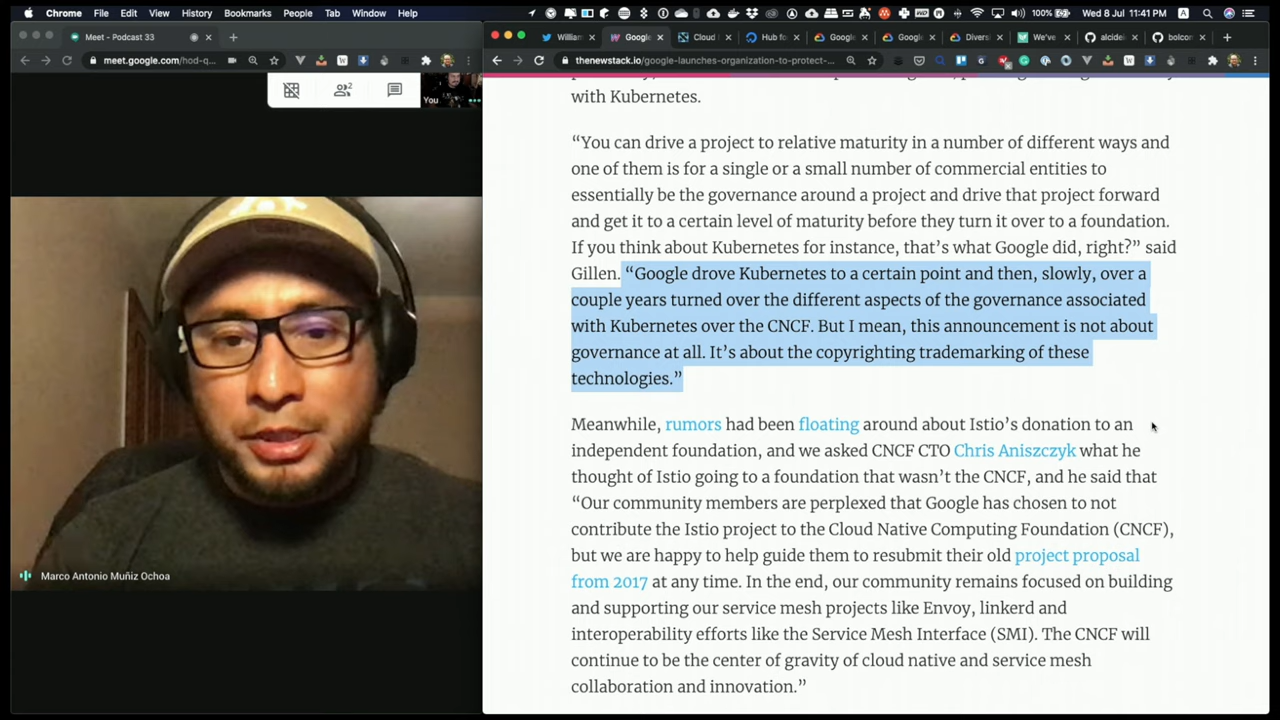 Chrome File Edit View History Bookmarks People Tab Window Help 100% Wed 8 Jul 11:41 PM
Meet - Podcast 33
meet.google.com/hod-q...
You
2
Marco Antonio Muñiz Ochoa
William Google Cloud Hub fo Google Google Diversi We've alcide bolcom
thenewstack.io/google-launches-organization-to-protect-...
with Kubernetes.
“You can drive a project to relative maturity in a number of different ways and
one of them is for a single or a small number of commercial entities to
essentially be the governance around a project and drive that project forward
and get it to a certain level of maturity before they turn it over to a foundation.
If you think about Kubernetes for instance, that’s what Google did, right?” said
Gillen. “Google drove Kubernetes to a certain point and then, slowly, over a
couple years turned over the different aspects of the governance associated
with Kubernetes over the CNCF. But I mean, this announcement is not about
governance at all. It’s about the copyrighting trademarking of these
technologies.”
Meanwhile, rumors had been floating around about Istio’s donation to an
independent foundation, and we asked CNCF CTO Chris Aniszczyk what he
thought of Istio going to a foundation that wasn’t the CNCF, and he said that
“Our community members are perplexed that Google has chosen to not
contribute the Istio project to the Cloud Native Computing Foundation (CNCF),
but we are happy to help guide them to resubmit their old project proposal
from 2017 at any time. In the end, our community remains focused on building
and supporting our service mesh projects like Envoy, linkerd and
interoperability efforts like the Service Mesh Interface (SMI). The CNCF will
continue to be the center of gravity of cloud native and service mesh
collaboration and innovation.”